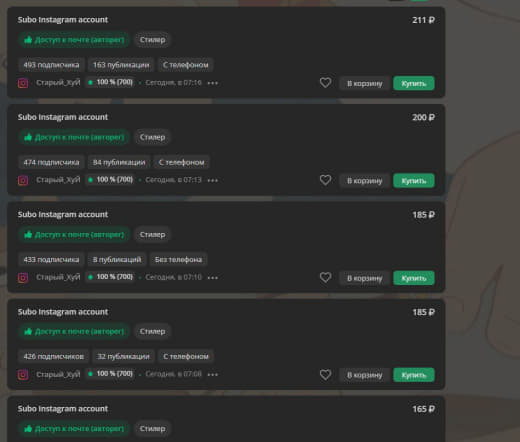 Subo Instagram account
211 ₽
Доступ к почте (авторег) Стилер
493 подписчика 163 публикации С телефоном
Старый_Хуй ★ 100 % (700) • Сегодня, в 07:16 ••• В корзину Купить
Subo Instagram account
200 ₽
Доступ к почте (авторег) Стилер
474 подписчика 84 публикации С телефоном
Старый_Хуй ★ 100 % (700) • Сегодня, в 07:13 ••• В корзину Купить
Subo Instagram account
185 ₽
Доступ к почте (авторег) Стилер
433 подписчика 8 публикаций Без телефона
Старый_Хуй ★ 100 % (700) • Сегодня, в 07:10 ••• В корзину Купить
Subo Instagram account
185 ₽
Доступ к почте (авторег) Стилер
426 подписчиков 32 публикации С телефоном
Старый_Хуй ★ 100 % (700) • Сегодня, в 07:08 ••• В корзину Купить
Subo Instagram account
165 ₽
Доступ к почте (авторег) Стилер